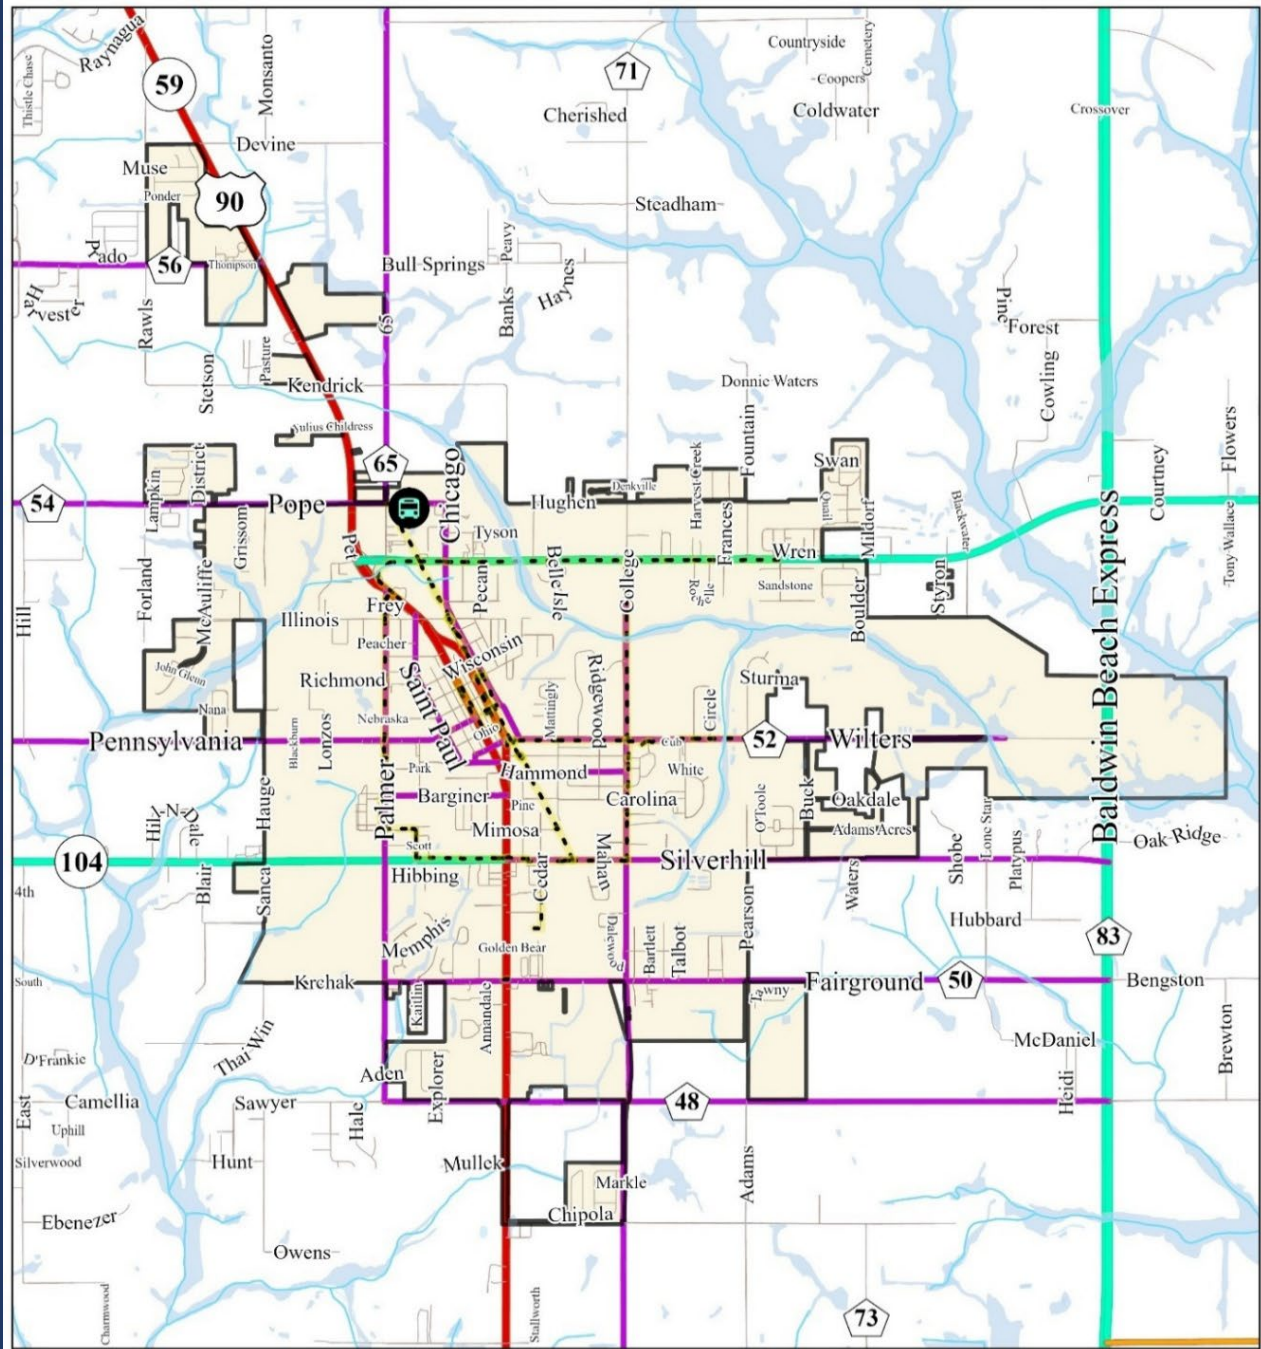 Raynagua
59
Thistle Chase
Monsanto
71
Countryside
Cemetery
Coopers
Coldwater
Cherished
Crossover
Devine
Muse
Ponder
90
Steadham
Prado
56
Thompson
Bull Springs
Peavy
Haynes
Banks
Harvester
Rawls
65
Pine
Forest
Stetson
Pasture
Kendrick
Donnie Waters
Cowling
Fountain
Flowers
Julius Childress
65
Chicago
Swan
Courtney
54
Lampkin
District
Pope
Hughen
Denkville
Harvest Creek
Quail
Mildorf
Blackwater
Grissom
Tyson
Frances
Tony Wallace
Wren
Forland
McAuliffe
Pecan
Belle Isle
College
Rochelle
Sandstone
Boulder
Styron
Baldwin Beach Express
Hill
Illinois
Frey
Peacher
Wisconsin
John Glenn
Richmond
Saint Paul
Ridgewood
Sturma
Nana
Nebraska
Mattingly
Circle
Pennsylvania
Blackburn
Lonzos
Ohio
Cub
52
Wilters
Park
Hammond
White
Palmer
Barginer
Pine
Carolina
O'Toole
Buck
Oakdale
Hil-N-Dale
Hauge
Mimosa
Adams Acres
Lone Star
Oak Ridge
104
Scott
Cedar
Mahan
Silverhill
Shobe
Platypus
4th
Blair
Sanca
Hibbing
Waters
Hubbard
Memphis
Golden Bear
Dalewood
Bartlett
Talbot
Pearson
83
South
Krchak
Kaitlin
Annandale
Tawny
Fairground
50
Bengston
D'Frankie
Thai Win
McDaniel
Brewton
Aden
Explorer
East
Camellia
Sawyer
Hale
48
Heidi
Uphill
Silverwood
Hunt
Mullek
Markle
Adams
Ebenezer
Chipola
Owens
Charmwood
Stallworth
73